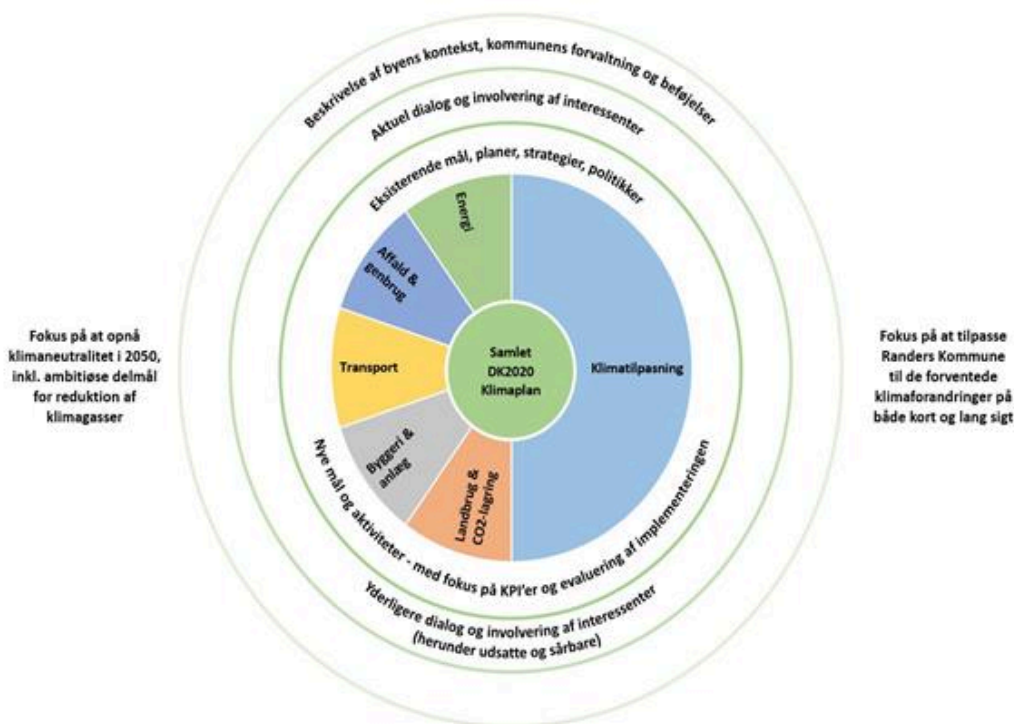 Beskrivelse af byens kontekst, kommunens forvaltning og beføjelser
Aktuel dialog og involvering af interessenter
Eksisterende mål, planer, strategier, politikker
Energi
Affald &
genbrug
Transport
Byggeri &
anlæg
Landbrug &
CO2-lagring
Samlet
DK2020
Klimaplan
Klimatilpasning
Fokus på at opnå
klimaneutralitet i 2050,
inkl. ambitiøse delmål
for reduktion af
klimagasser
Fokus på at tilpasse
Randers Kommune
til de forventede
klimaforandringer på
både kort og lang sigt
Nye mål og aktiviteter - med fokus på KPI'er og evaluering af implementeringen
Yderligere dialog og involvering af interessenter
(herunder udsatte og sårbare)